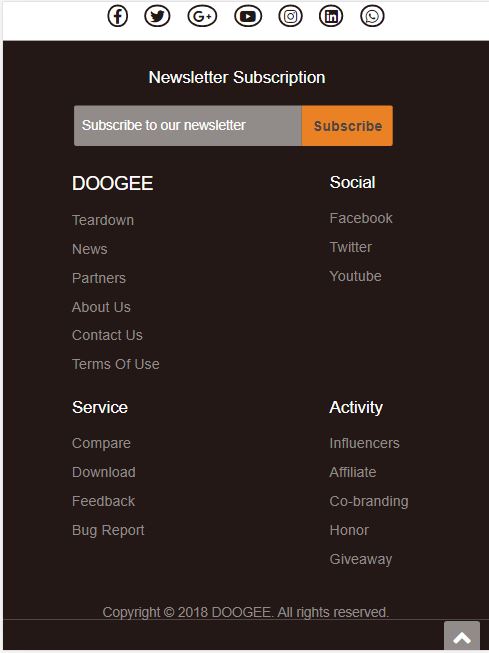 Newsletter Subscription
Subscribe to our newsletter
Subscribe
DOOGEE
Teardown
News
Partners
About Us
Contact Us
Terms Of Use
Social
Facebook
Twitter
Youtube
Service
Compare
Download
Feedback
Bug Report
Activity
Influencers
Affiliate
Co-branding
Honor
Giveaway
Copyright © 2018 DOOGEE. All rights reserved.